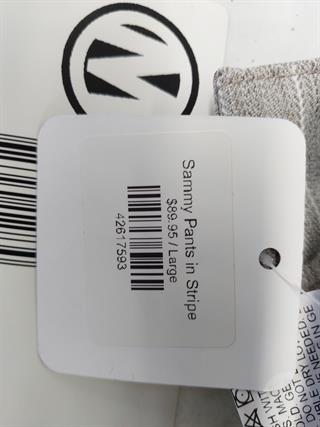 Sammy Pants in Stripe
$89.95 / Large
42617593